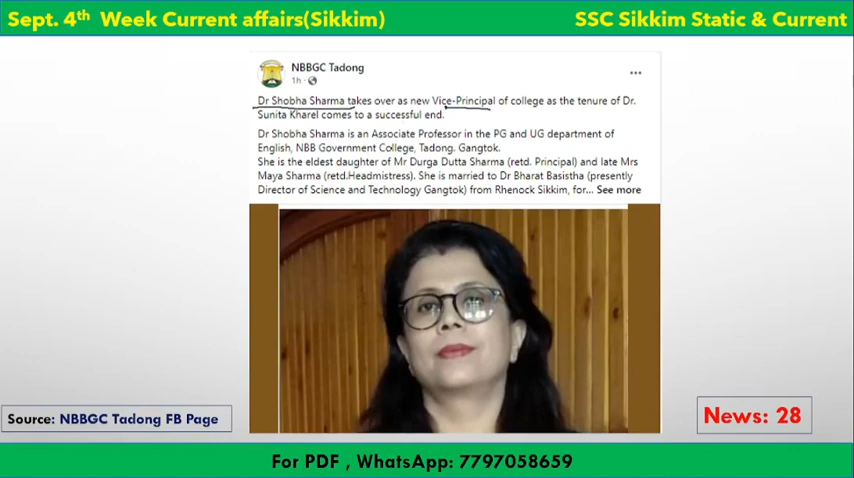 Sept. 4th Week Current affairs(Sikkim)
SSC Sikkim Static & Current
NBBGC Tadong
1h ·
Dr Shobha Sharma takes over as new Vice-Principal of college as the tenure of Dr.
Sunita Kharel comes to a successful end.
Dr Shobha Sharma is an Associate Professor in the PG and UG department of
English, NBB Government College, Tadong. Gangtok.
She is the eldest daughter of Mr Durga Dutta Sharma (retd. Principal) and late Mrs
Maya Sharma (retd.Headmistress). She is married to Dr Bharat Basistha (presently
Director of Science and Technology Gangtok) from Rhenock Sikkim, for... See more
Source: NBBGC Tadong FB Page
News: 28
For PDF , WhatsApp: 7797058659